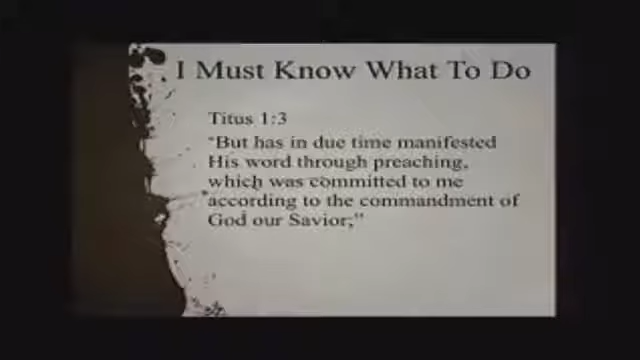 I Must Know What To Do
Titus 1:3
"But has in due time manifested
His word through preaching,
which was committed to me
according to the commandment of
God our Savior;"